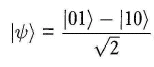 |ψ⟩ = |01⟩ − |10⟩ / √2